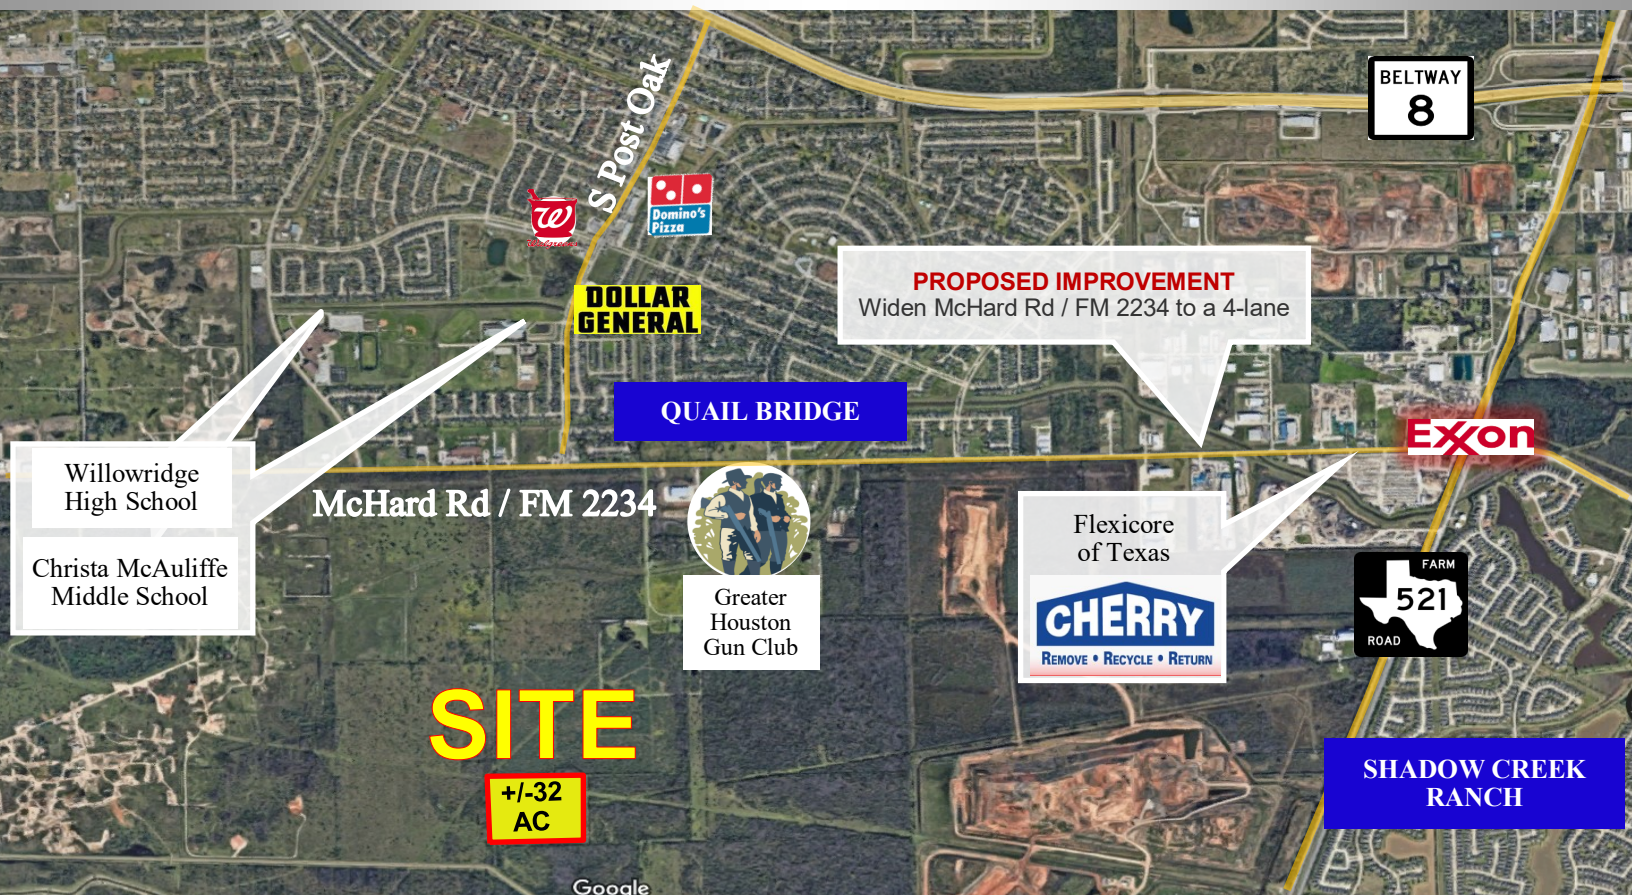 BELTWAY
8
S Post Oak
W
Walgreens
Domino's
Pizza
DOLLAR
GENERAL
PROPOSED IMPROVEMENT
Widen McHard Rd / FM 2234 to a 4-lane
QUAIL BRIDGE
Exxon
Willowridge
High School
Christa McAuliffe
Middle School
McHard Rd / FM 2234
Greater
Houston
Gun Club
Flexicore
of Texas
CHERRY
REMOVE • RECYCLE • RETURN
FARM
521
ROAD
SITE
+/-32
AC
SHADOW CREEK
RANCH
Google